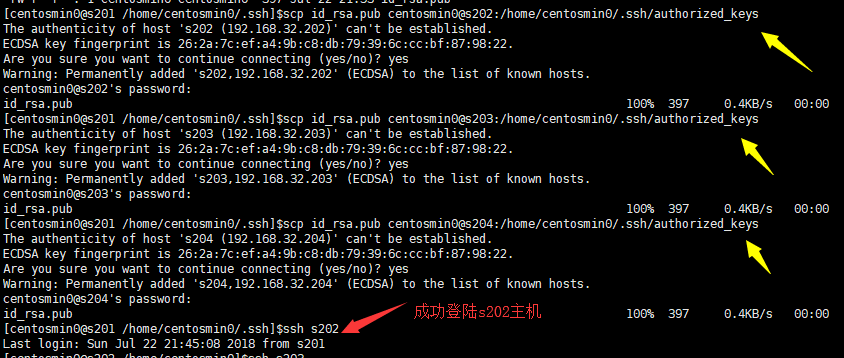 [centosmin0@s201 /home/centosmin0/.ssh]$scp id_rsa.pub centosmin0@s202:/home/centosmin0/.ssh/authorized_keys
The authenticity of host 's202 (192.168.32.202)' can't be established.
ECDSA key fingerprint is 26:2a:7c:ef:a4:9b:c8:db:79:39:6c:cc:bf:87:98:22.
Are you sure you want to continue connecting (yes/no)? yes
Warning: Permanently added 's202,192.168.32.202' (ECDSA) to the list of known hosts.
centosmin0@s202's password:
id_rsa.pub 100% 397 0.4KB/s 00:00
[centosmin0@s201 /home/centosmin0/.ssh]$scp id_rsa.pub centosmin0@s203:/home/centosmin0/.ssh/authorized_keys
The authenticity of host 's203 (192.168.32.203)' can't be established.
ECDSA key fingerprint is 26:2a:7c:ef:a4:9b:c8:db:79:39:6c:cc:bf:87:98:22.
Are you sure you want to continue connecting (yes/no)? yes
Warning: Permanently added 's203,192.168.32.203' (ECDSA) to the list of known hosts.
centosmin0@s203's password:
id_rsa.pub 100% 397 0.4KB/s 00:00
[centosmin0@s201 /home/centosmin0/.ssh]$scp id_rsa.pub centosmin0@s204:/home/centosmin0/.ssh/authorized_keys
The authenticity of host 's204 (192.168.32.204)' can't be established.
ECDSA key fingerprint is 26:2a:7c:ef:a4:9b:c8:db:79:39:6c:cc:bf:87:98:22.
Are you sure you want to continue connecting (yes/no)? yes
Warning: Permanently added 's204,192.168.32.204' (ECDSA) to the list of known hosts.
centosmin0@s204's password:
id_rsa.pub 100% 397 0.4KB/s 00:00
成功登陆s202主机
[centosmin0@s201 /home/centosmin0/.ssh]$ssh s202
Last login: Sun Jul 22 21:45:08 2018 from s201